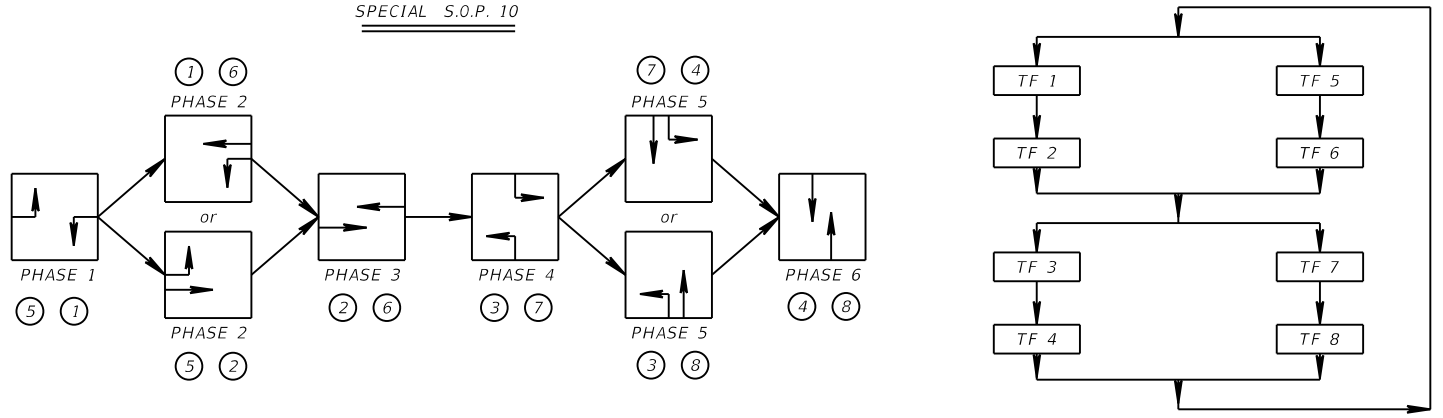 SPECIAL S.O.P. 10
1 6
PHASE 2
or
PHASE 1
5 1
PHASE 2
5 2
PHASE 3
2 6
PHASE 4
3 7
7 4
PHASE 5
or
PHASE 5
3 8
PHASE 6
4 8
TF 1
TF 5
TF 2
TF 6
TF 3
TF 7
TF 4
TF 8